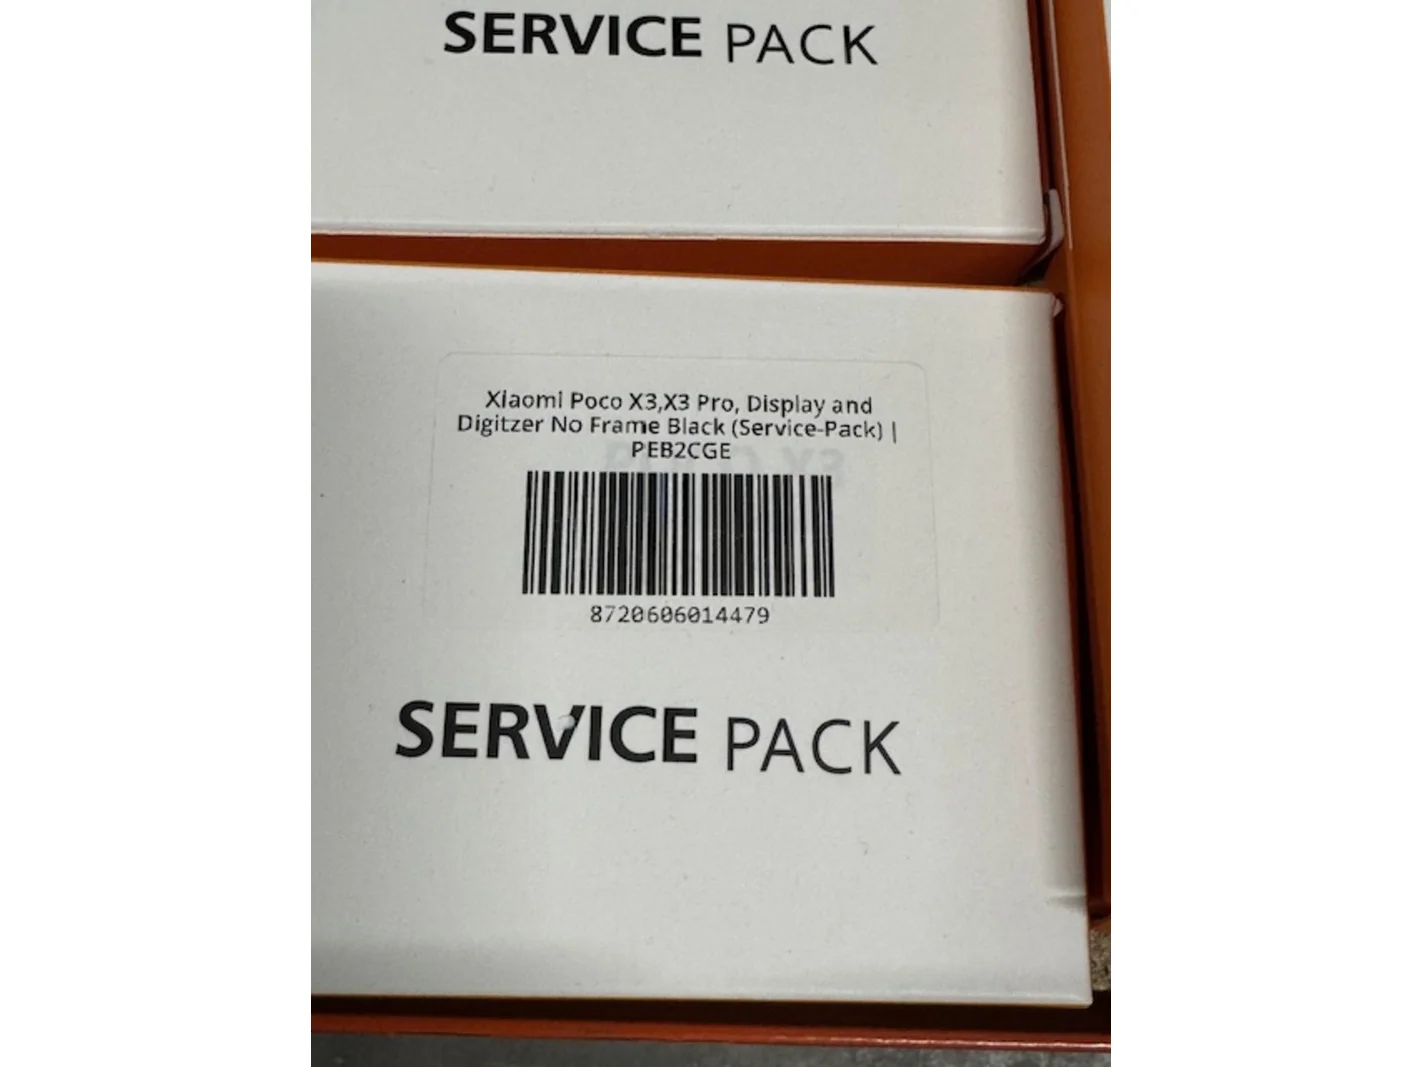 SERVICE PACK
Xiaomi Poco X3,X3 Pro, Display and
Digitzer No Frame Black (Service-Pack) |
PEB2CGE
8720606014479
SERVICE PACK